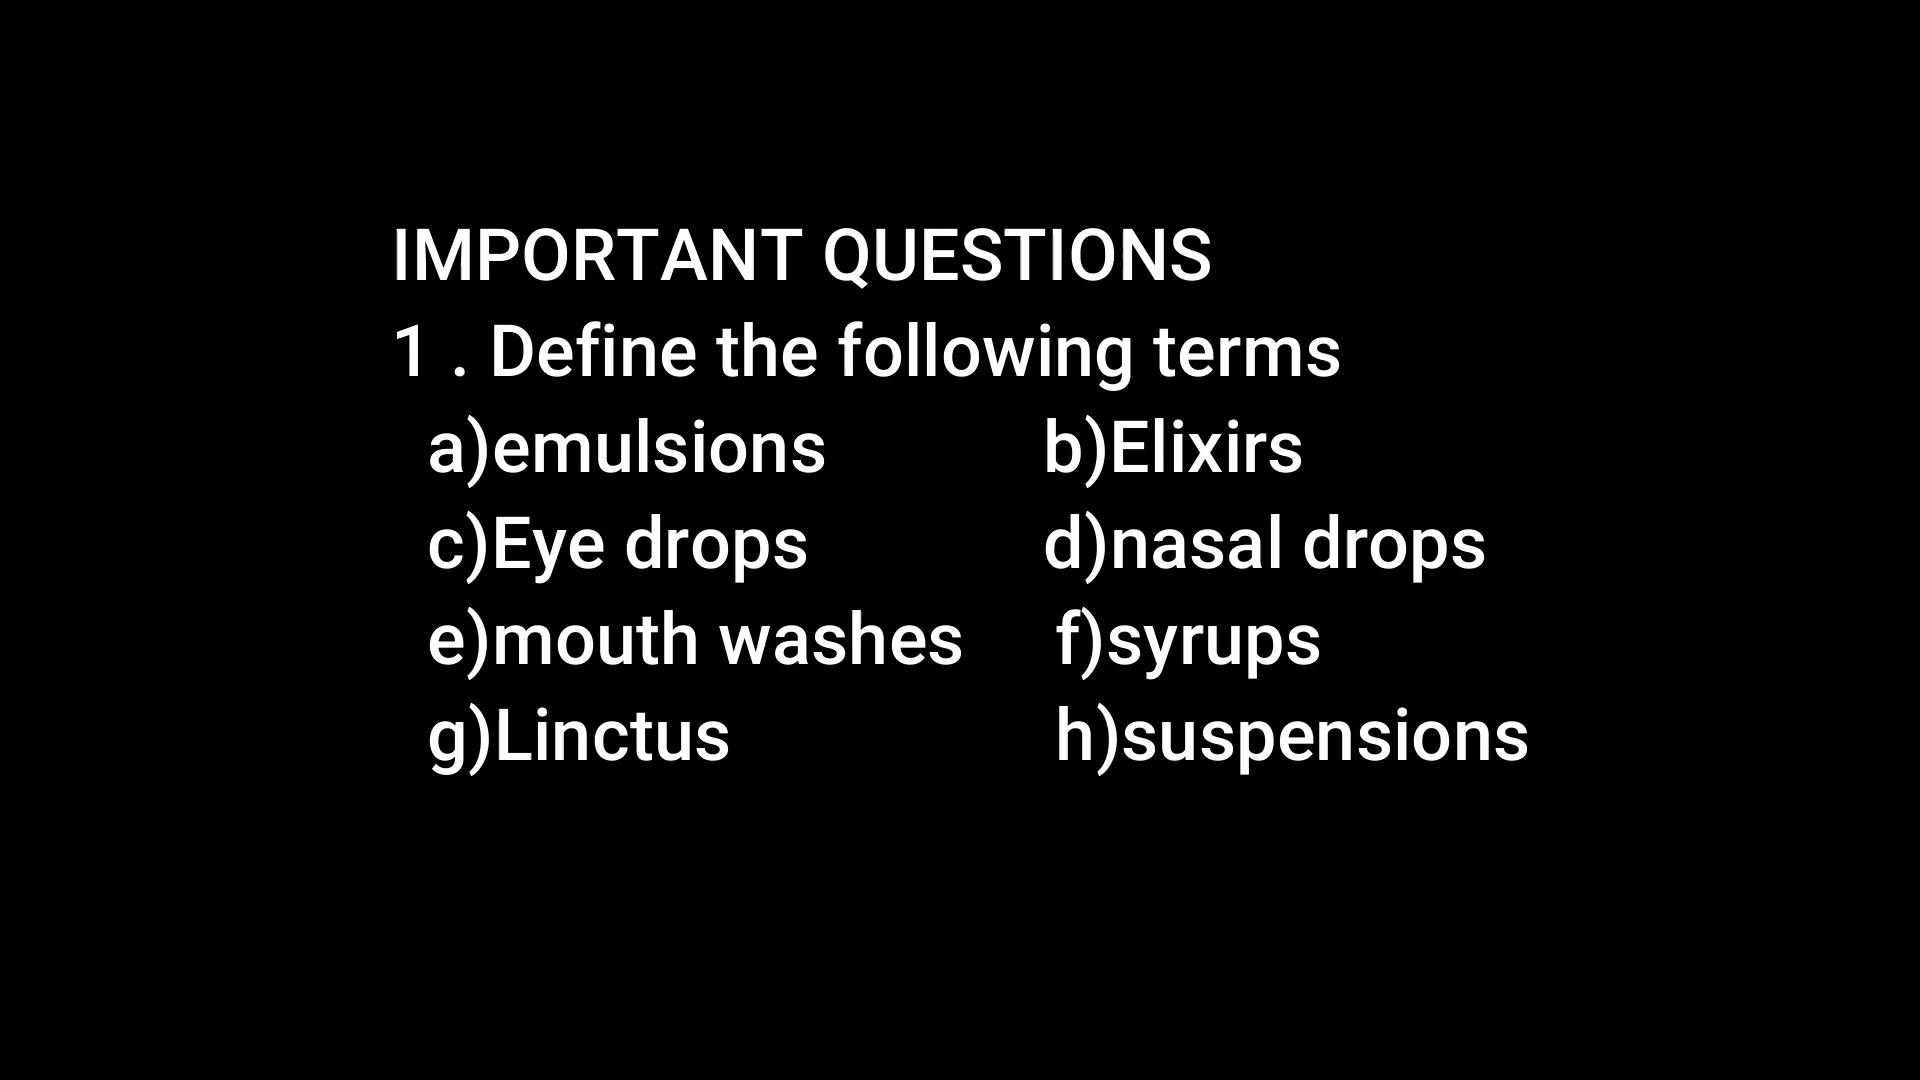 IMPORTANT QUESTIONS
1 . Define the following terms
a)emulsions b)Elixirs
c)Eye drops d)nasal drops
e)mouth washes f)syrups
g)Linctus h)suspensions